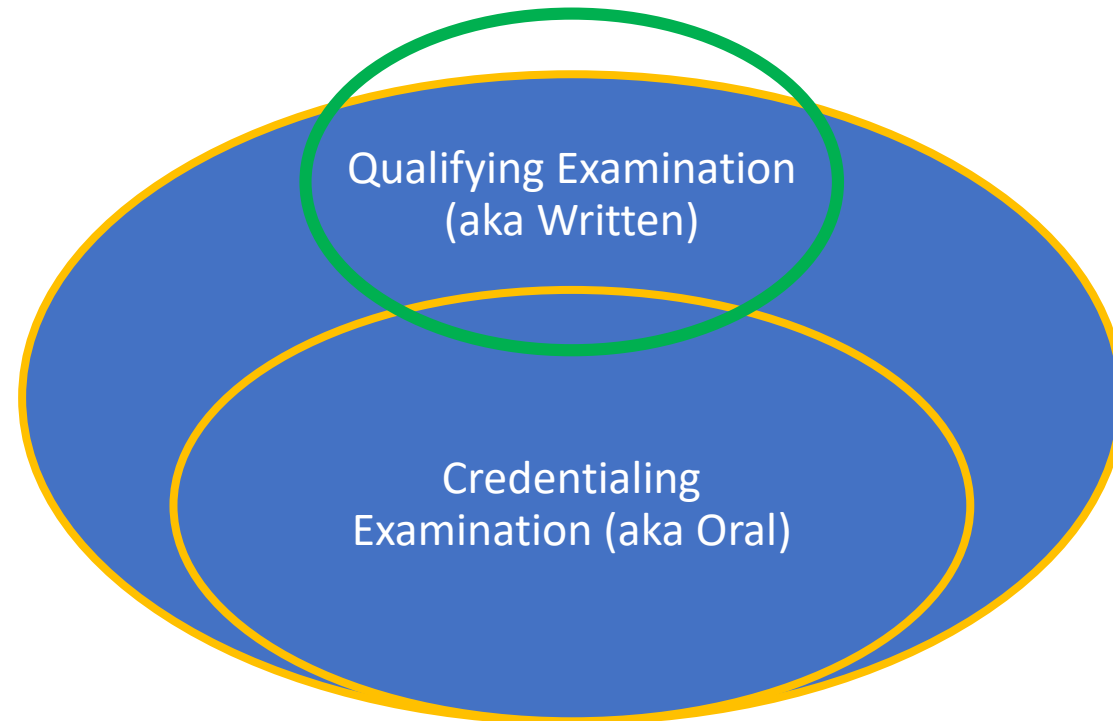 Qualifying Examination
(aka Written)
Credentialing
Examination (aka Oral)